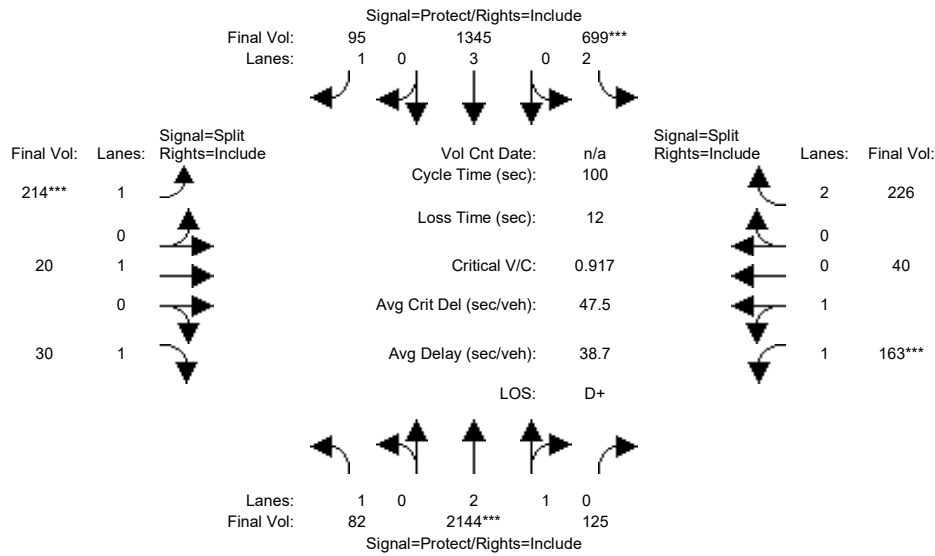 Signal=Protect/Rights=Include
Final Vol: 95 1345 699***
Lanes: 1 0 3 0 2
Signal=Split
Final Vol: Lanes: Rights=Include
Vol Cnt Date: n/a
Signal=Split
Rights=Include Lanes: Final Vol:
Cycle Time (sec): 100
214*** 1
2 226
Loss Time (sec): 12
0
0
20 1
Critical V/C: 0.917
0 40
0
Avg Crit Del (sec/veh): 47.5
1
30 1
Avg Delay (sec/veh): 38.7
1 163***
LOS: D+
Lanes: 1 0 2 1 0
Final Vol: 82 2144*** 125
Signal=Protect/Rights=Include